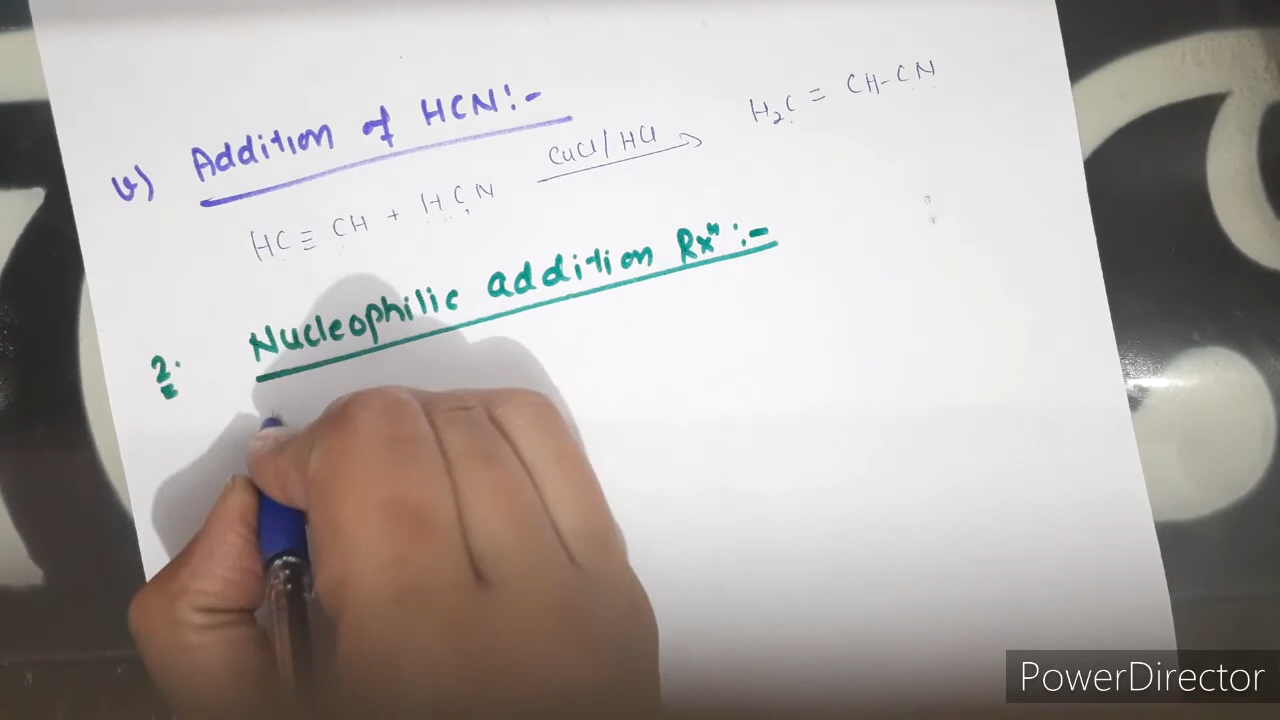 v) Addition of HCN:-
HC ≡ CH + HCN CuCl/HCl → H₂C = CH-CN
2. Nucleophilic addition Rxⁿ:-
PowerDirector